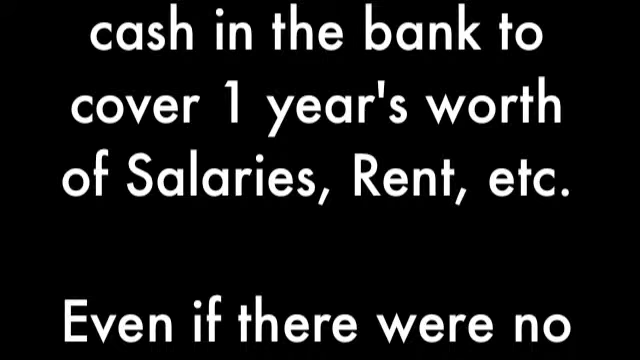 cash in the bank to
cover 1 year's worth
of Salaries, Rent, etc.
Even if there were no